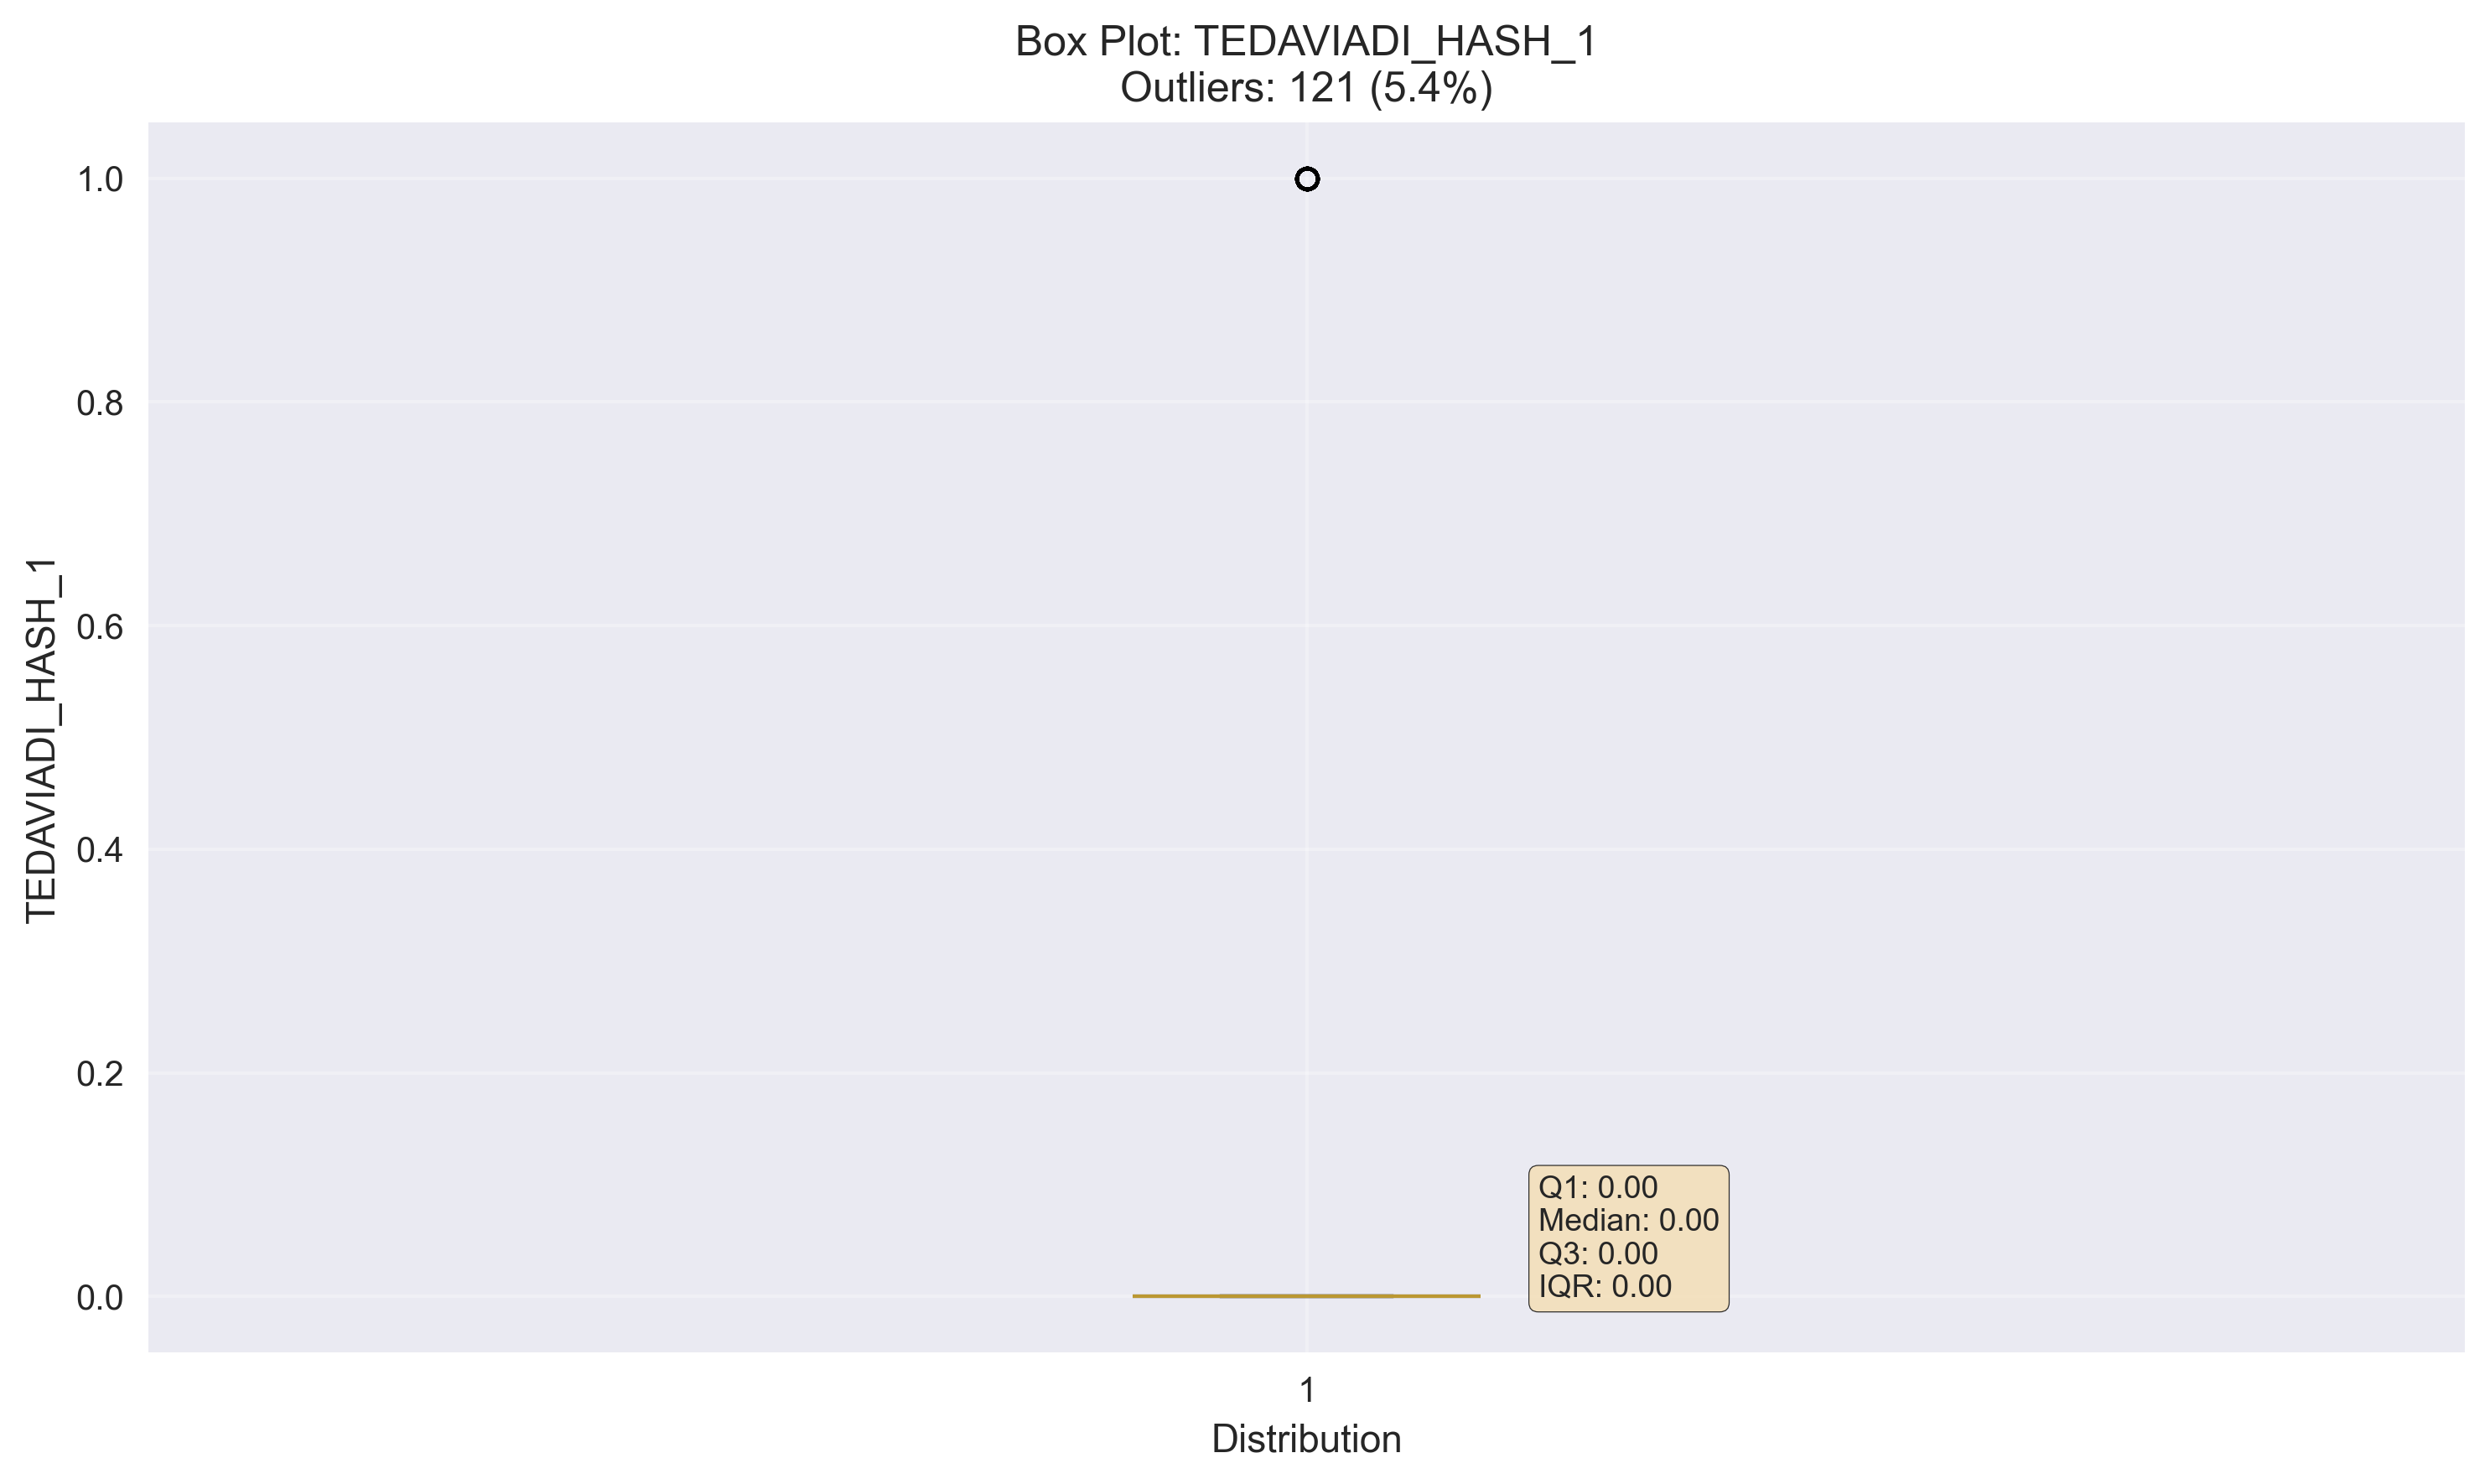 Box Plot: TEDAVIADI_HASH_1
Outliers: 121 (5.4%)
TEDAVIADI_HASH_1
1.0
0.8
0.6
0.4
0.2
0.0
Q1: 0.00
Median: 0.00
Q3: 0.00
IQR: 0.00
1
Distribution